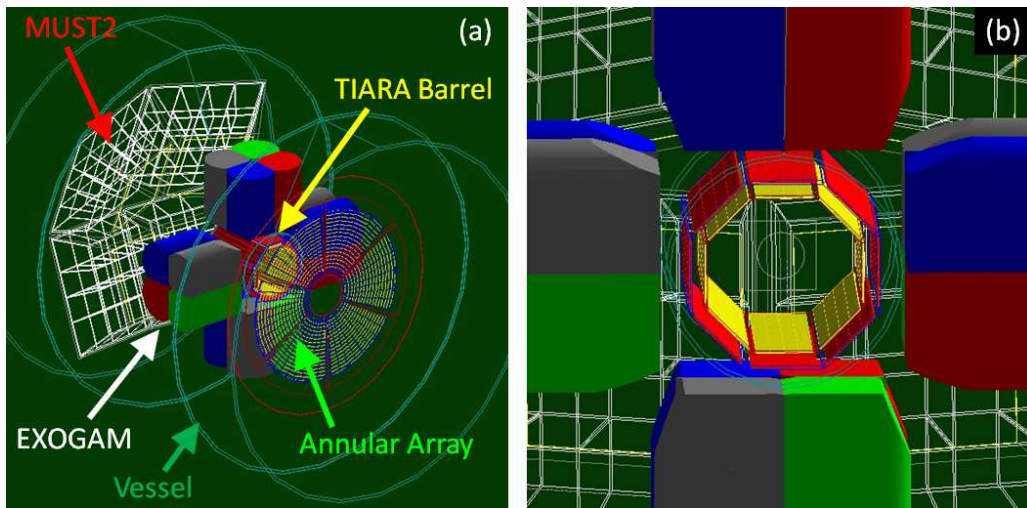 MUST2
(a)
TIARA Barrel
EXOGAM
Annular Array
Vessel
(b)